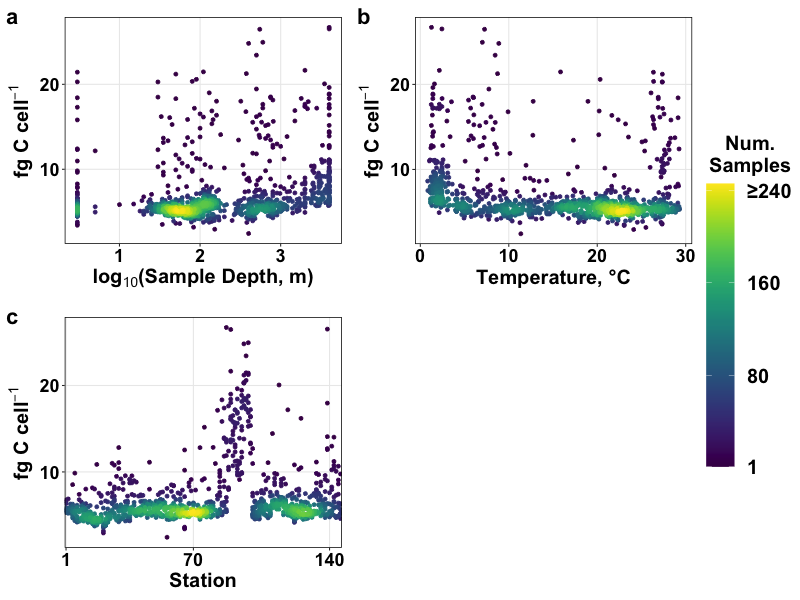 a
fg C cell⁻¹
20
10
1
2
3
log₁₀(Sample Depth, m)
b
fg C cell⁻¹
20
10
0
10
20
30
Temperature, °C
Num.
Samples
≥240
160
80
1
c
fg C cell⁻¹
20
10
1
70
140
Station